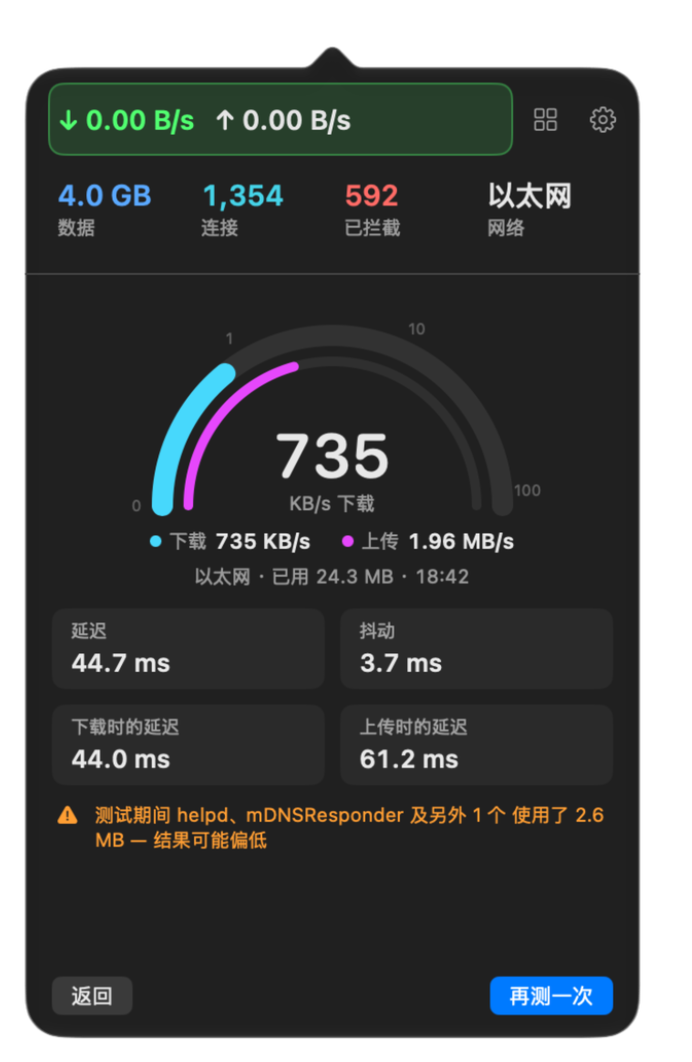 ↓ 0.00 B/s ↑ 0.00 B/s
4.0 GB 1,354 592 以太网
数据 连接 已拦截 网络
1 10
735
0 KB/s 下载 100
下载 735 KB/s 上传 1.96 MB/s
以太网 · 已用 24.3 MB · 18:42
延迟 抖动
44.7 ms 3.7 ms
下载时的延迟 上传时的延迟
44.0 ms 61.2 ms
测试期间 helpd、mDNSResponder 及另外 1 个 使用了 2.6
MB — 结果可能偏低
返回 再测一次